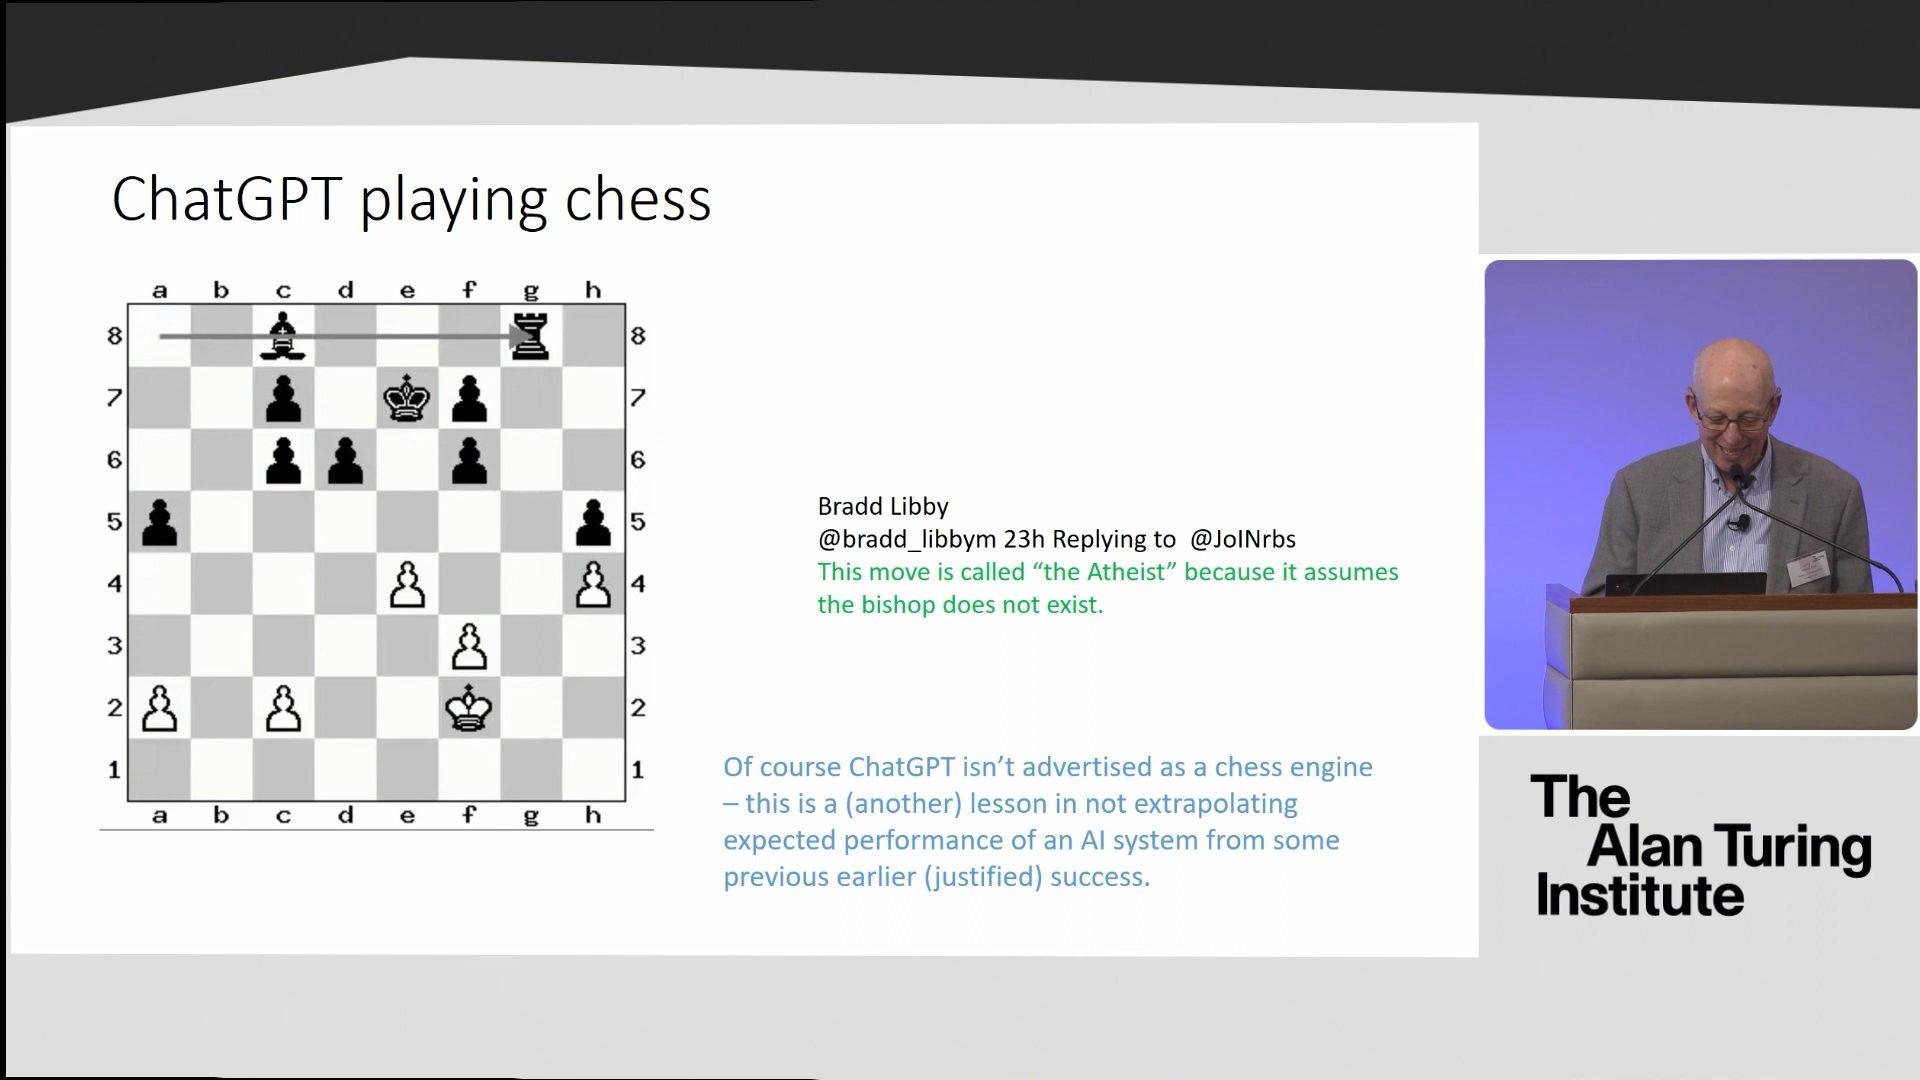 ChatGPT playing chess
a b c d e f g h
8 8
7 7
6 6
5 5
4 4
3 3
2 2
1 1
a b c d e f g h
Bradd Libby
@bradd_libbym 23h Replying to @JoINrbs
This move is called “the Atheist” because it assumes
the bishop does not exist.
Of course ChatGPT isn’t advertised as a chess engine
– this is a (another) lesson in not extrapolating
expected performance of an AI system from some
previous earlier (justified) success.
The
Alan Turing
Institute